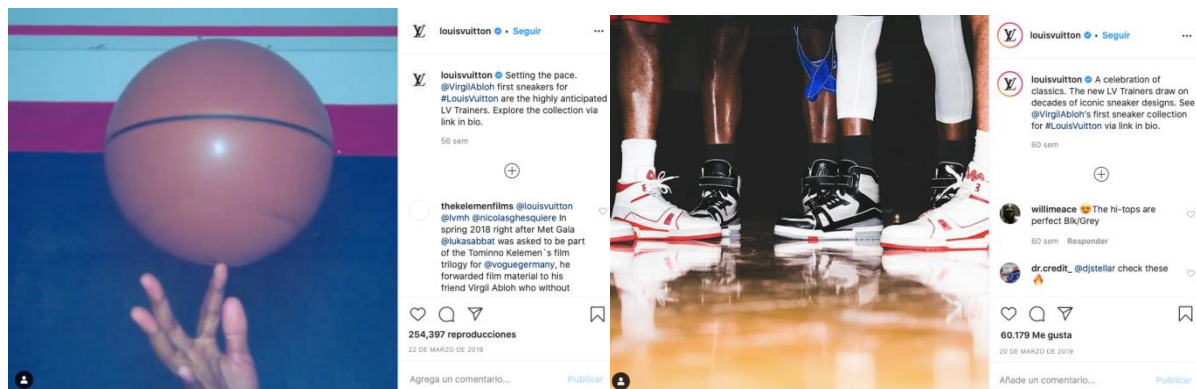 louisvuitton • Seguir
louisvuitton Setting the pace.
@VirgilAbloh first sneakers for
#LouisVuitton are the highly anticipated
LV Trainers. Explore the collection via
link in bio.
56 sem
thekelemenfilms @louisvuitton
@lvmh @nicolasghesquiere In
spring 2018 right after Met Gala
@lukasabbat was asked to be part
of the Tominno Kelemen`s film
trilogy for @voguegermany, he
forwarded film material to his
friend Virgil Abloh who without
254,397 reproducciones
22 DE MARZO DE 2019
Agrega un comentario...
Publicar
louisvuitton • Seguir
louisvuitton A celebration of
classics. The new LV Trainers draw on
decades of iconic sneaker designs. See
@VirgilAbloh's first sneaker collection
for #LouisVuitton via link in bio.
60 sem
willimeace 😍The hi-tops are
perfect Blk/Grey
60 sem Responder
dr.credit_ @djstellar check these
🔥
60.179 Me gusta
20 DE MARZO DE 2019
Añade un comentario...
Publicar